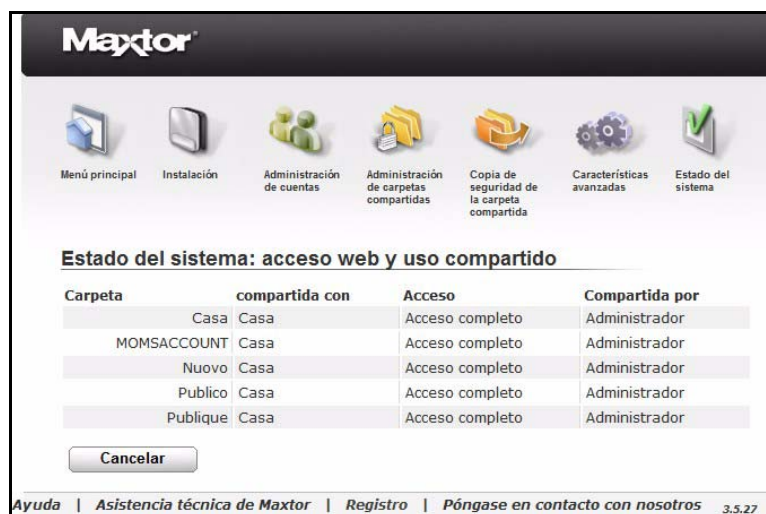 Maxtor
Menú principal
Instalación
Administración de cuentas
Administración de carpetas compartidas
Copia de seguridad de la carpeta compartida
Características avanzadas
Estado del sistema
Estado del sistema: acceso web y uso compartido
Carpeta compartida con Acceso Compartida por
Casa Casa Acceso completo Administrador
MOMSACCOUNT Casa Acceso completo Administrador
Nuovo Casa Acceso completo Administrador
Publico Casa Acceso completo Administrador
Publique Casa Acceso completo Administrador
Cancelar
Ayuda | Asistencia técnica de Maxtor | Registro | Póngase en contacto con nosotros 3.5.27